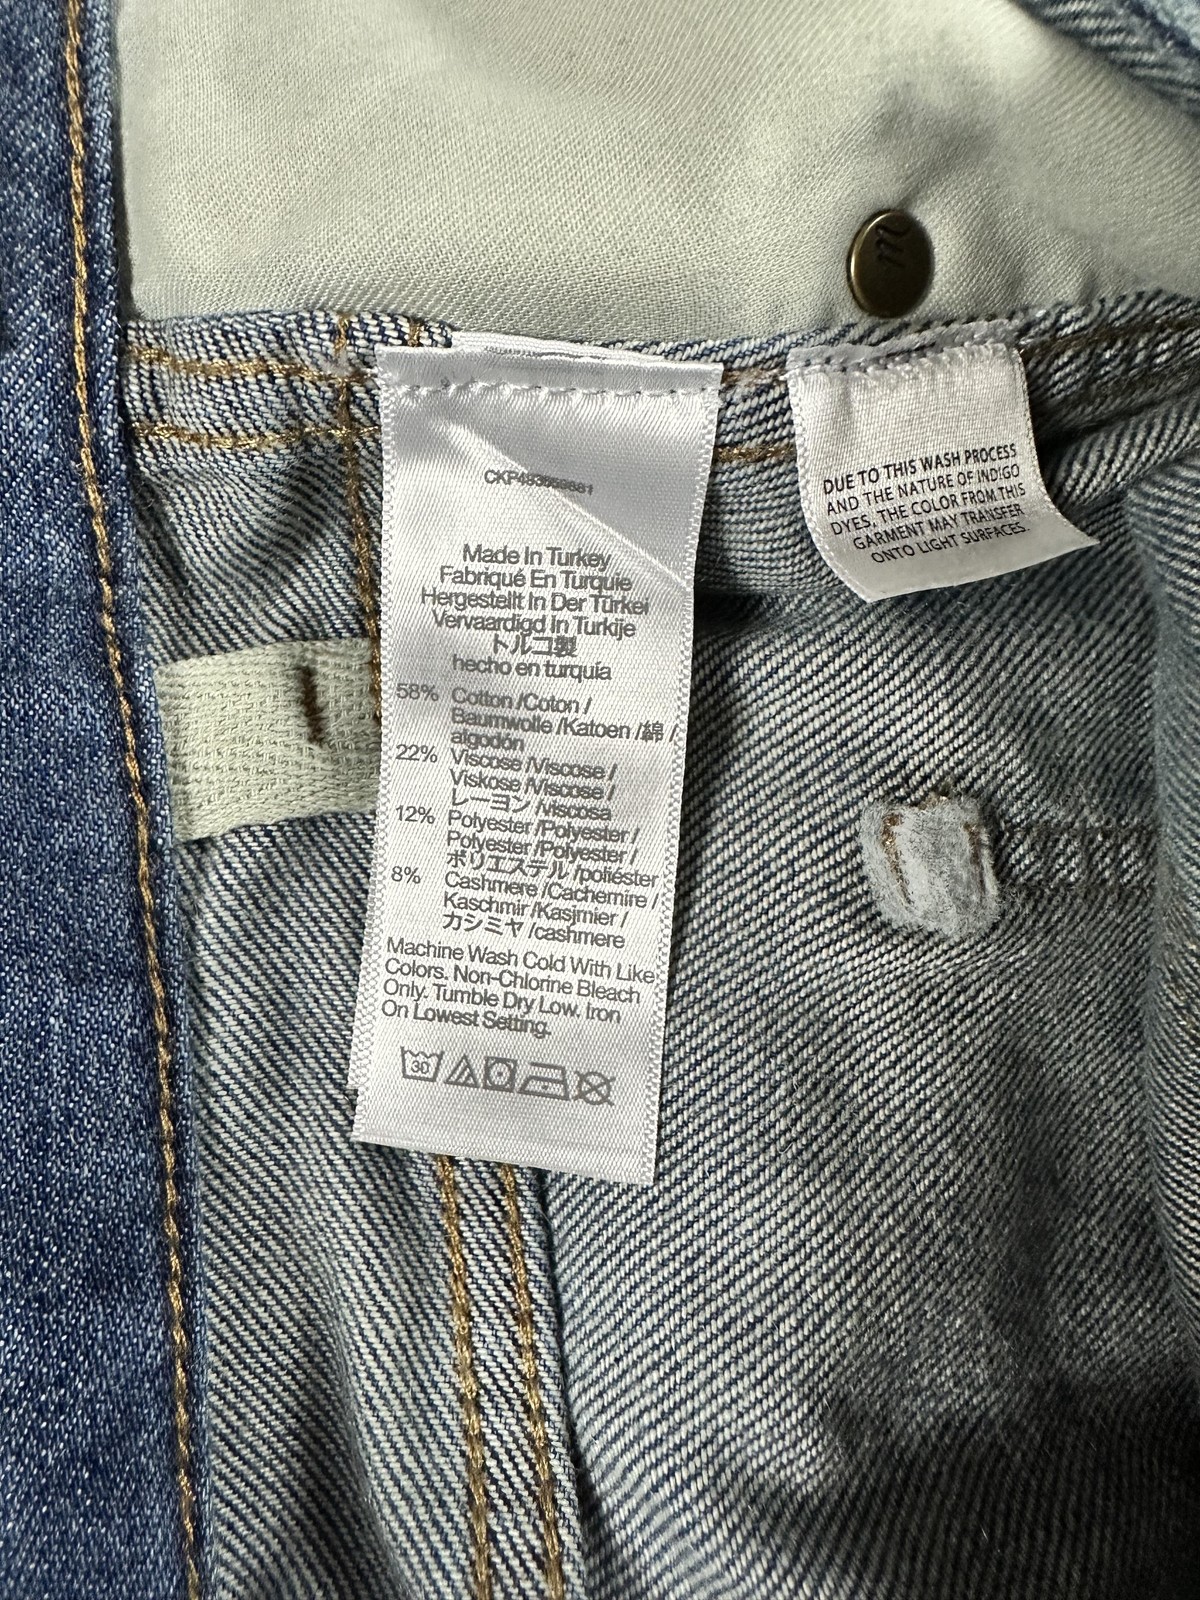 m
Made In Turkey
Fabriqué En Turquie
Hergestellt In Der Türkei
Vervaardigd In Turkije
トルコ製
hecho en turquía
58% Cotton /Coton /
Baumwolle /Katoen /綿 /
algodón
22% Viscose /Viscose /
Viskose /Viscose /
レーヨン /viscosa
12% Polyester /Polyester /
Polyester /Polyester /
ポリエステル /poliéster
8% Cashmere /Cachemire /
Kaschmir /Kasjmier /
カシミヤ /cashmere
Machine Wash Cold With Like
Colors. Non-Chlorine Bleach
Only. Tumble Dry Low. Iron
On Lowest Setting.
30
DUE TO THIS WASH PROCESS
AND THE NATURE OF INDIGO
DYES, THE COLOR FROM THIS
GARMENT MAY TRANSFER
ONTO LIGHT SURFACES.